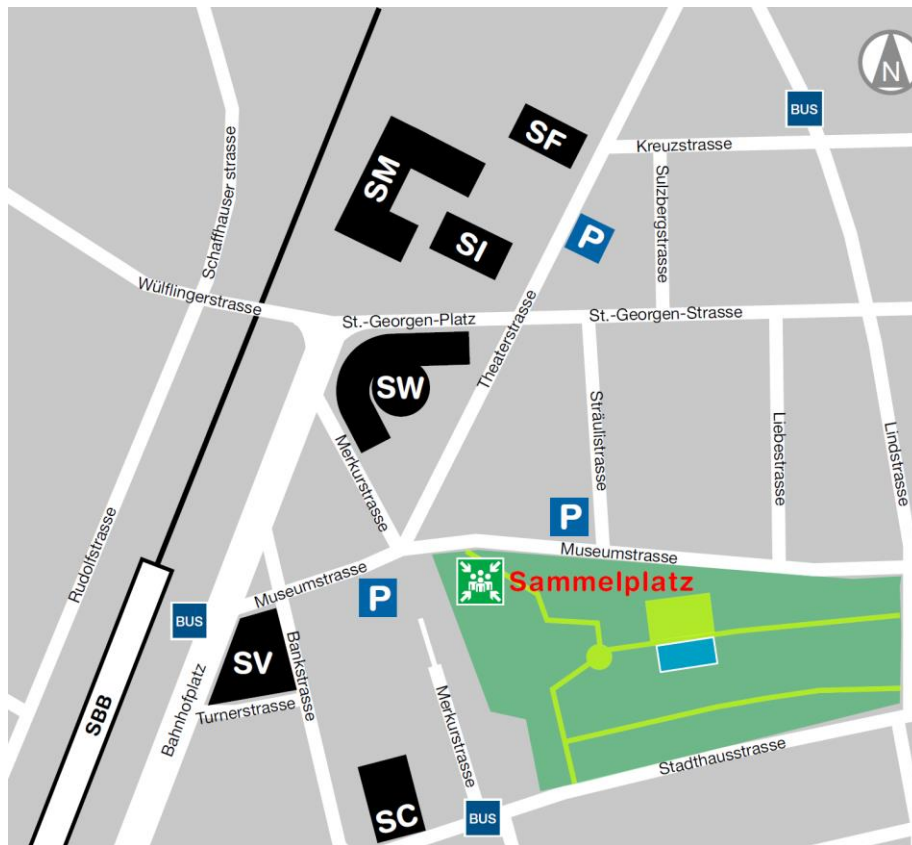 N
BUS
SF
Kreuzstrasse
SM
Sulzbergstrasse
Schaffhauser strasse
P
SI
Wülflingerstrasse
St.-Georgen-Platz
St.-Georgen-Strasse
Theaterstrasse
SW
Sträulistrasse
Liebestrasse
Lindstrasse
Merkurstrasse
P
Rudolfstrasse
Museumstrasse
Museumstrasse
Sammelplatz
P
BUS
SV
Bankstrasse
SBB
Bahnhofplatz
Turnerstrasse
Merkurstrasse
Stadthausstrasse
SC
BUS